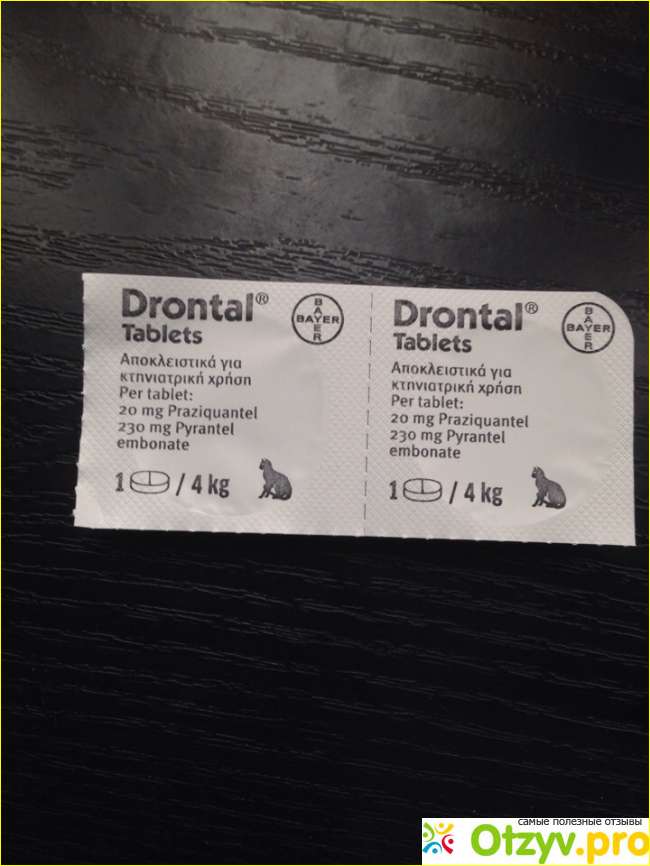 Drontal®
Tablets
BAYER
BAYER
Αποκλειστικά για
κτηνιατρική χρήση
Per tablet:
20 mg Praziquantel
230 mg Pyrantel
embonate
1 / 4 kg
Drontal®
Tablets
BAYER
BAYER
Αποκλειστικά για
κτηνιατρική χρήση
Per tablet:
20 mg Praziquantel
230 mg Pyrantel
embonate
1 / 4 kg
самые полезные отзывы
Otzyv.pro